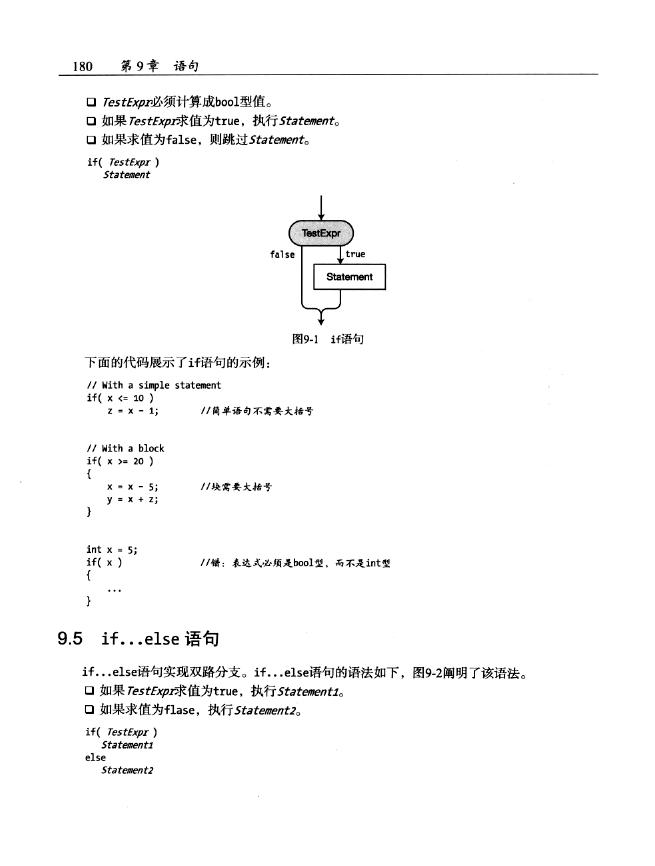 180 第9章 语句
❑ TestExpr必须计算成bool型值。
❑ 如果TestExpr求值为true，执行Statement。
❑ 如果求值为false，则跳过Statement。
if( TestExpr )
Statement
TestExpr
false true
Statement
图9-1 if语句
下面的代码展示了if语句的示例：
// With a simple statement
if( x <= 10 )
z = x - 1; //简单语句不需要大括号
// With a block
if( x >= 20 )
{
x = x - 5; //块需要大括号
y = x + z;
}
int x = 5;
if( x ) //错：表达式必须是bool型，而不是int型
{
...
}
9.5 if...else 语句
if...else语句实现双路分支。if...else语句的语法如下，图9-2阐明了该语法。
❑ 如果TestExpr求值为true，执行Statement1。
❑ 如果求值为flase，执行Statement2。
if( TestExpr )
Statement1
else
Statement2